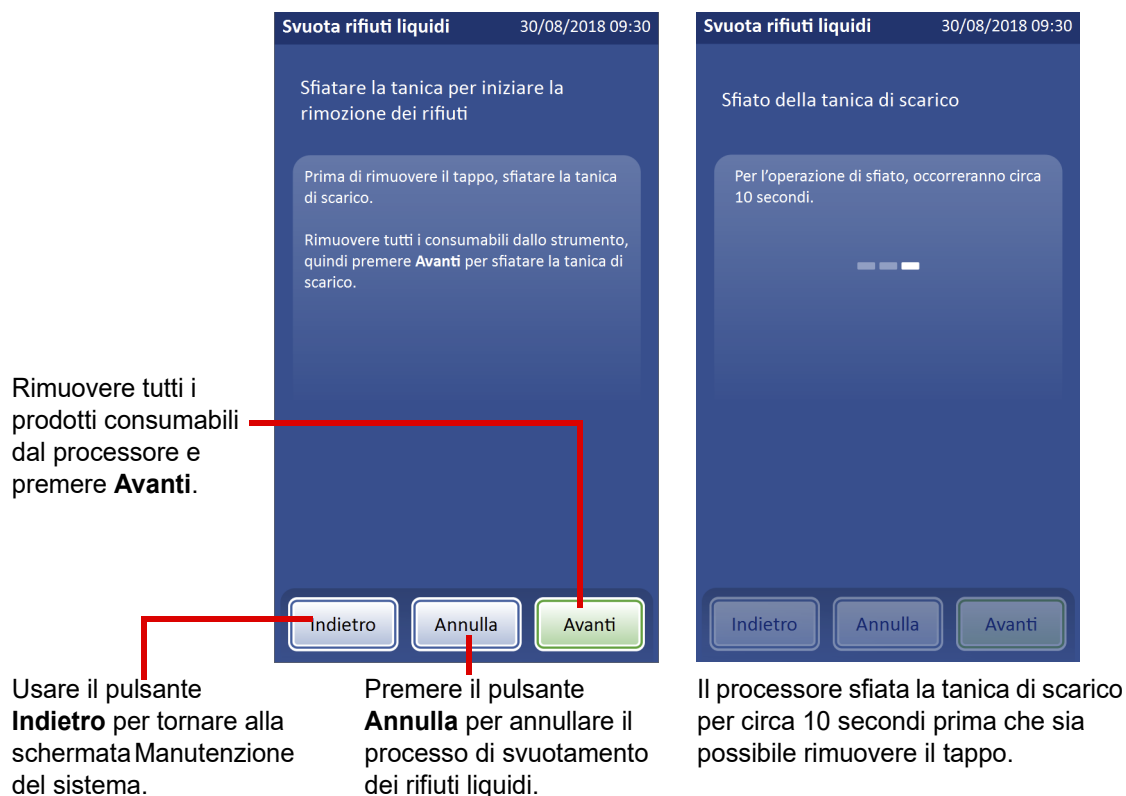 Svuota rifiuti liquidi 30/08/2018 09:30
Sfiatare la tanica per iniziare la
rimozione dei rifiuti
Prima di rimuovere il tappo, sfiatare la tanica
di scarico.
Rimuovere tutti i consumabili dallo strumento,
quindi premere Avanti per sfiatare la tanica di
scarico.
Indietro Annulla Avanti
Svuota rifiuti liquidi 30/08/2018 09:30
Sfiato della tanica di scarico
Per l'operazione di sfiato, occorreranno circa
10 secondi.
Indietro Annulla Avanti
Rimuovere tutti i
prodotti consumabili
dal processore e
premere Avanti.
Usare il pulsante
Indietro per tornare alla
schermata Manutenzione
del sistema.
Premere il pulsante
Annulla per annullare il
processo di svuotamento
dei rifiuti liquidi.
Il processore sfiata la tanica di scarico
per circa 10 secondi prima che sia
possibile rimuovere il tappo.